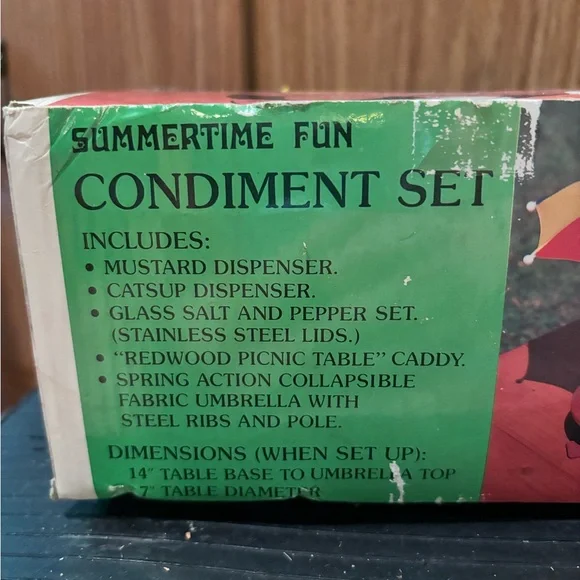 SUMMERTIME FUN
CONDIMENT SET
INCLUDES:
• MUSTARD DISPENSER.
• CATSUP DISPENSER.
• GLASS SALT AND PEPPER SET.
(STAINLESS STEEL LIDS.)
• "REDWOOD PICNIC TABLE" CADDY.
• SPRING ACTION COLLAPSIBLE
FABRIC UMBRELLA WITH
STEEL RIBS AND POLE.
DIMENSIONS (WHEN SET UP):
14" TABLE BASE TO UMBRELLA TOP
7" TABLE DIAMETER